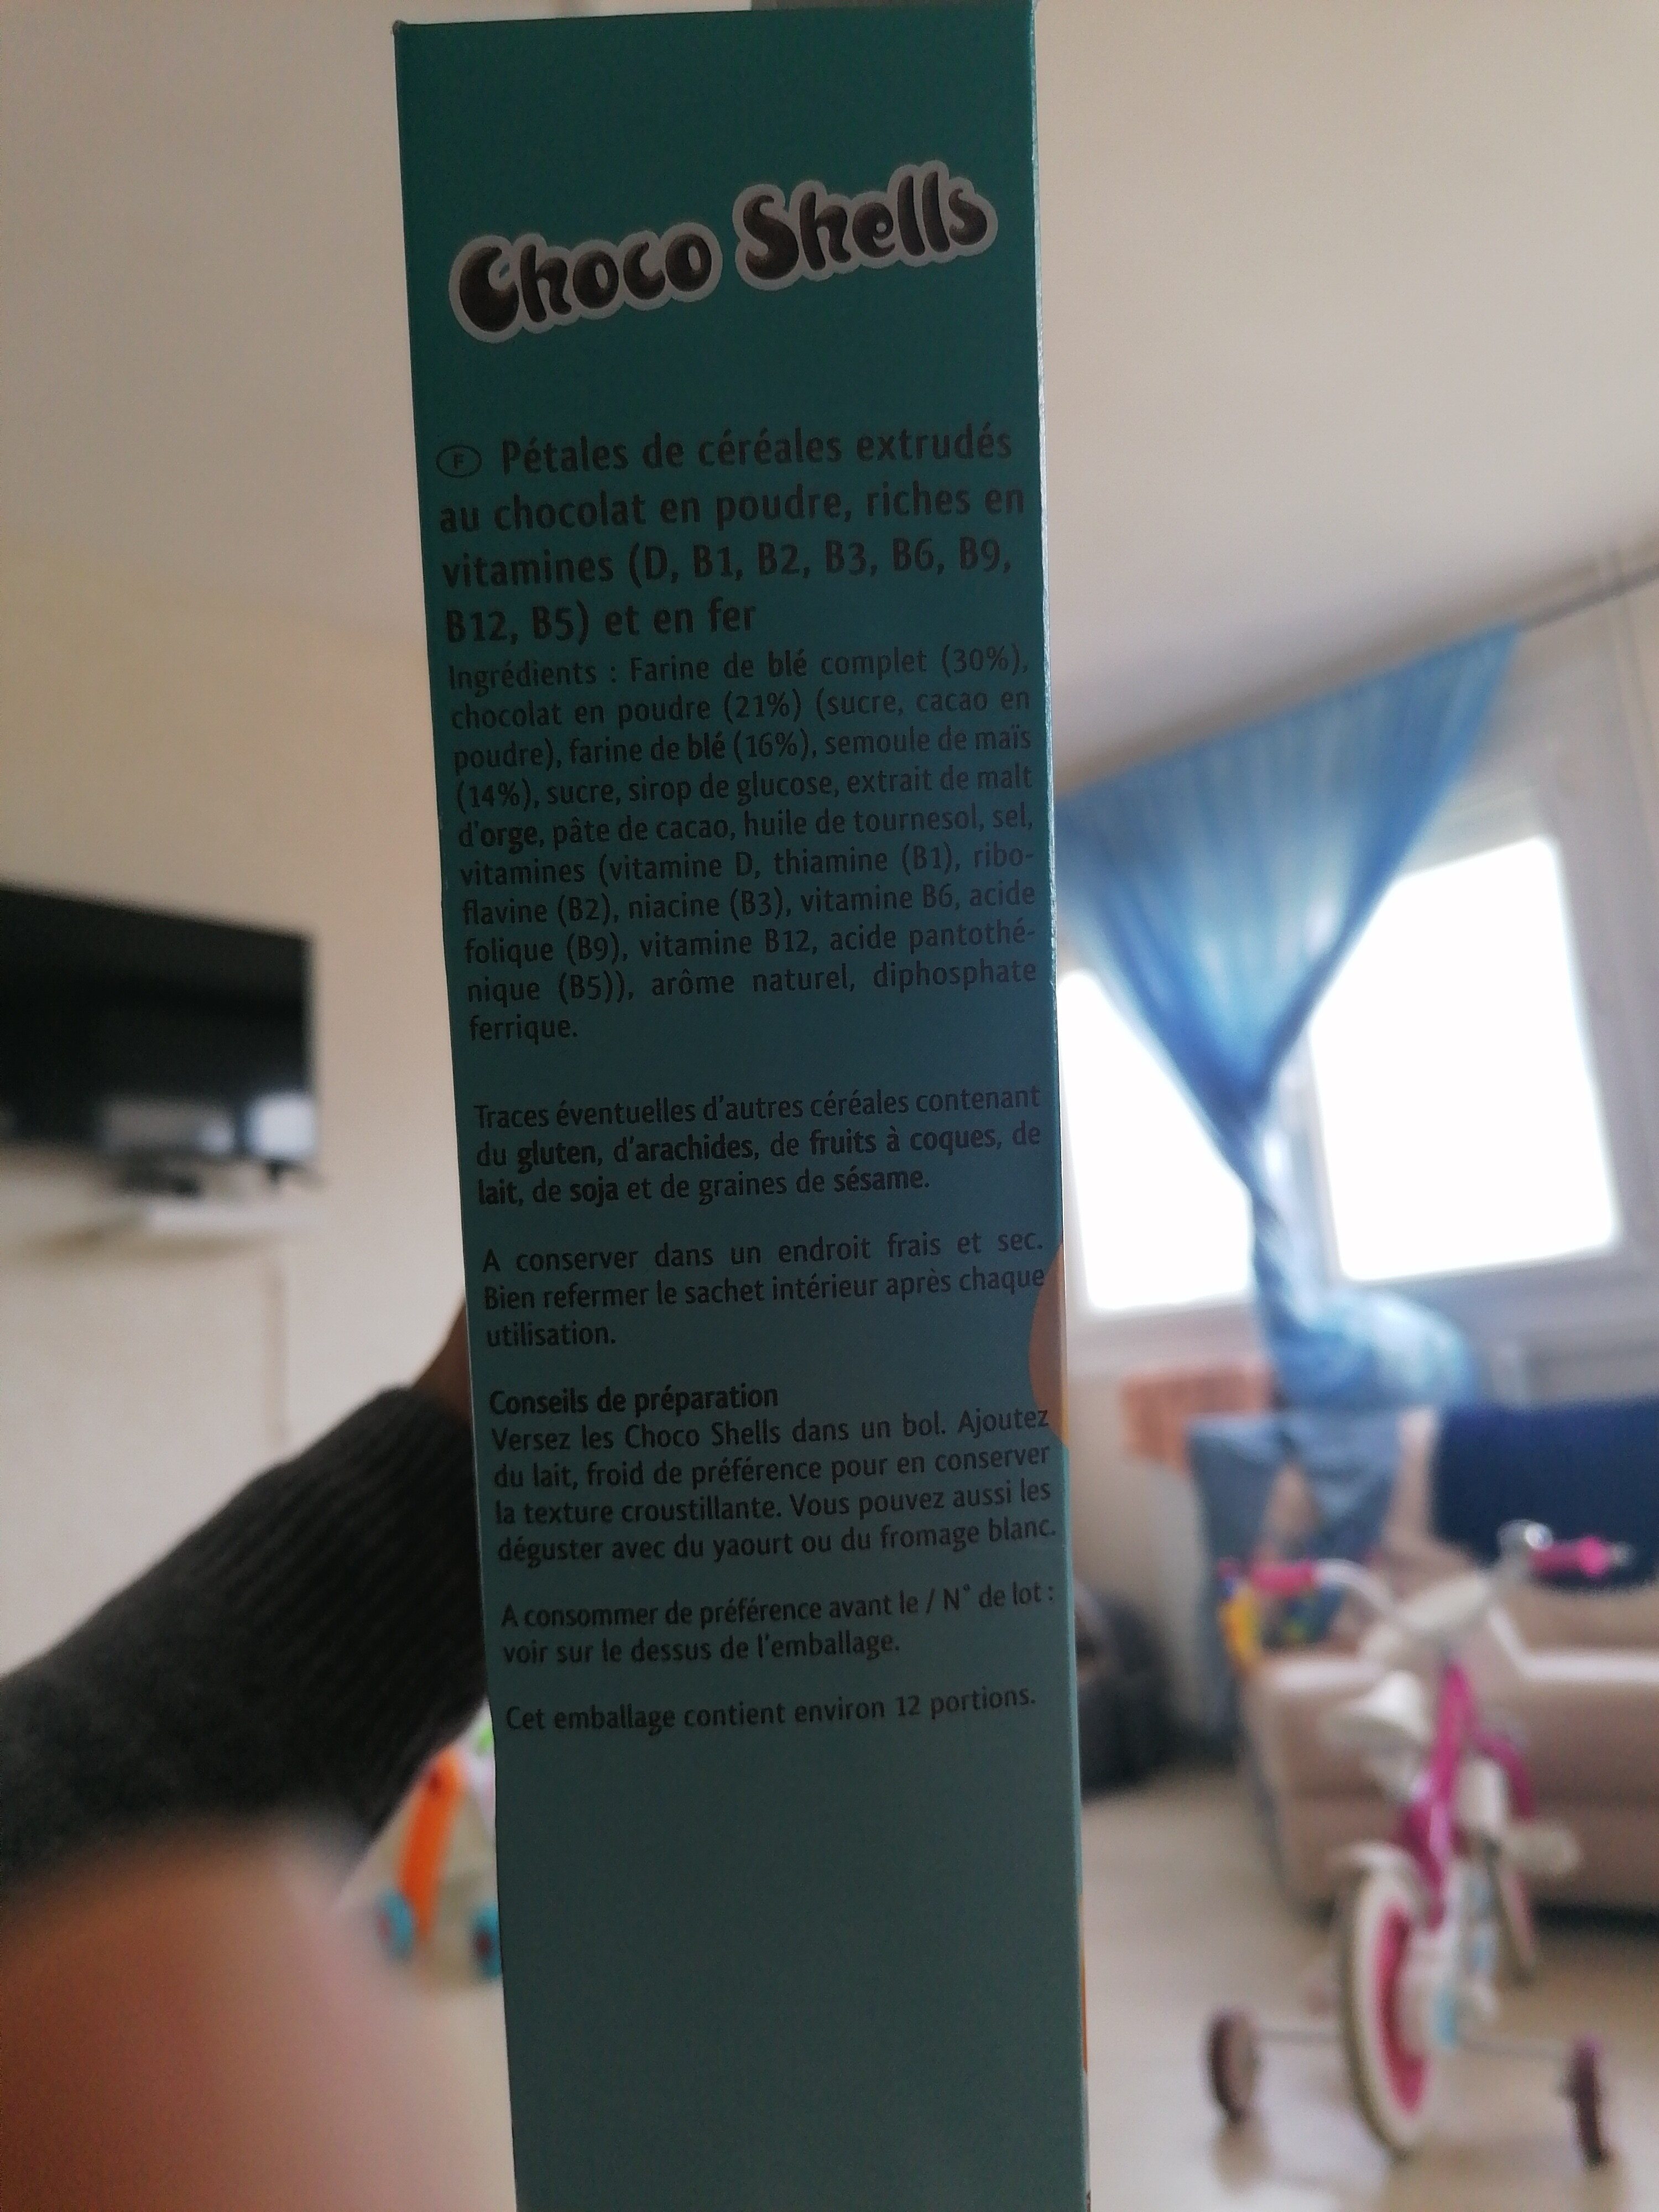 Choco Shells
F Pétales de céréales extrudés
au chocolat en poudre, riches en
vitamines (D, B1, B2, B3, B6, B9,
B12, B5) et en fer
Ingrédients : Farine de blé complet (30%),
chocolat en poudre (21%) (sucre, cacao en
poudre), farine de blé (16%), semoule de maïs
(14%), sucre, sirop de glucose, extrait de malt
d'orge, pâte de cacao, huile de tournesol, sel,
vitamines (vitamine D, thiamine (B1), ribo-
flavine (B2), niacine (B3), vitamine B6, acide
folique (B9), vitamine B12, acide pantothé-
nique (B5)), arôme naturel, diphosphate
ferrique.
Traces éventuelles d'autres céréales contenant
du gluten, d'arachides, de fruits à coques, de
lait, de soja et de graines de sésame.
A conserver dans un endroit frais et sec.
Bien refermer le sachet intérieur après chaque
utilisation.
Conseils de préparation
Versez les Choco Shells dans un bol. Ajoutez
du lait, froid de préférence pour en conserver
la texture croustillante. Vous pouvez aussi les
déguster avec du yaourt ou du fromage blanc.
A consommer de préférence avant le / N° de lot :
voir sur le dessus de l'emballage.
Cet emballage contient environ 12 portions.